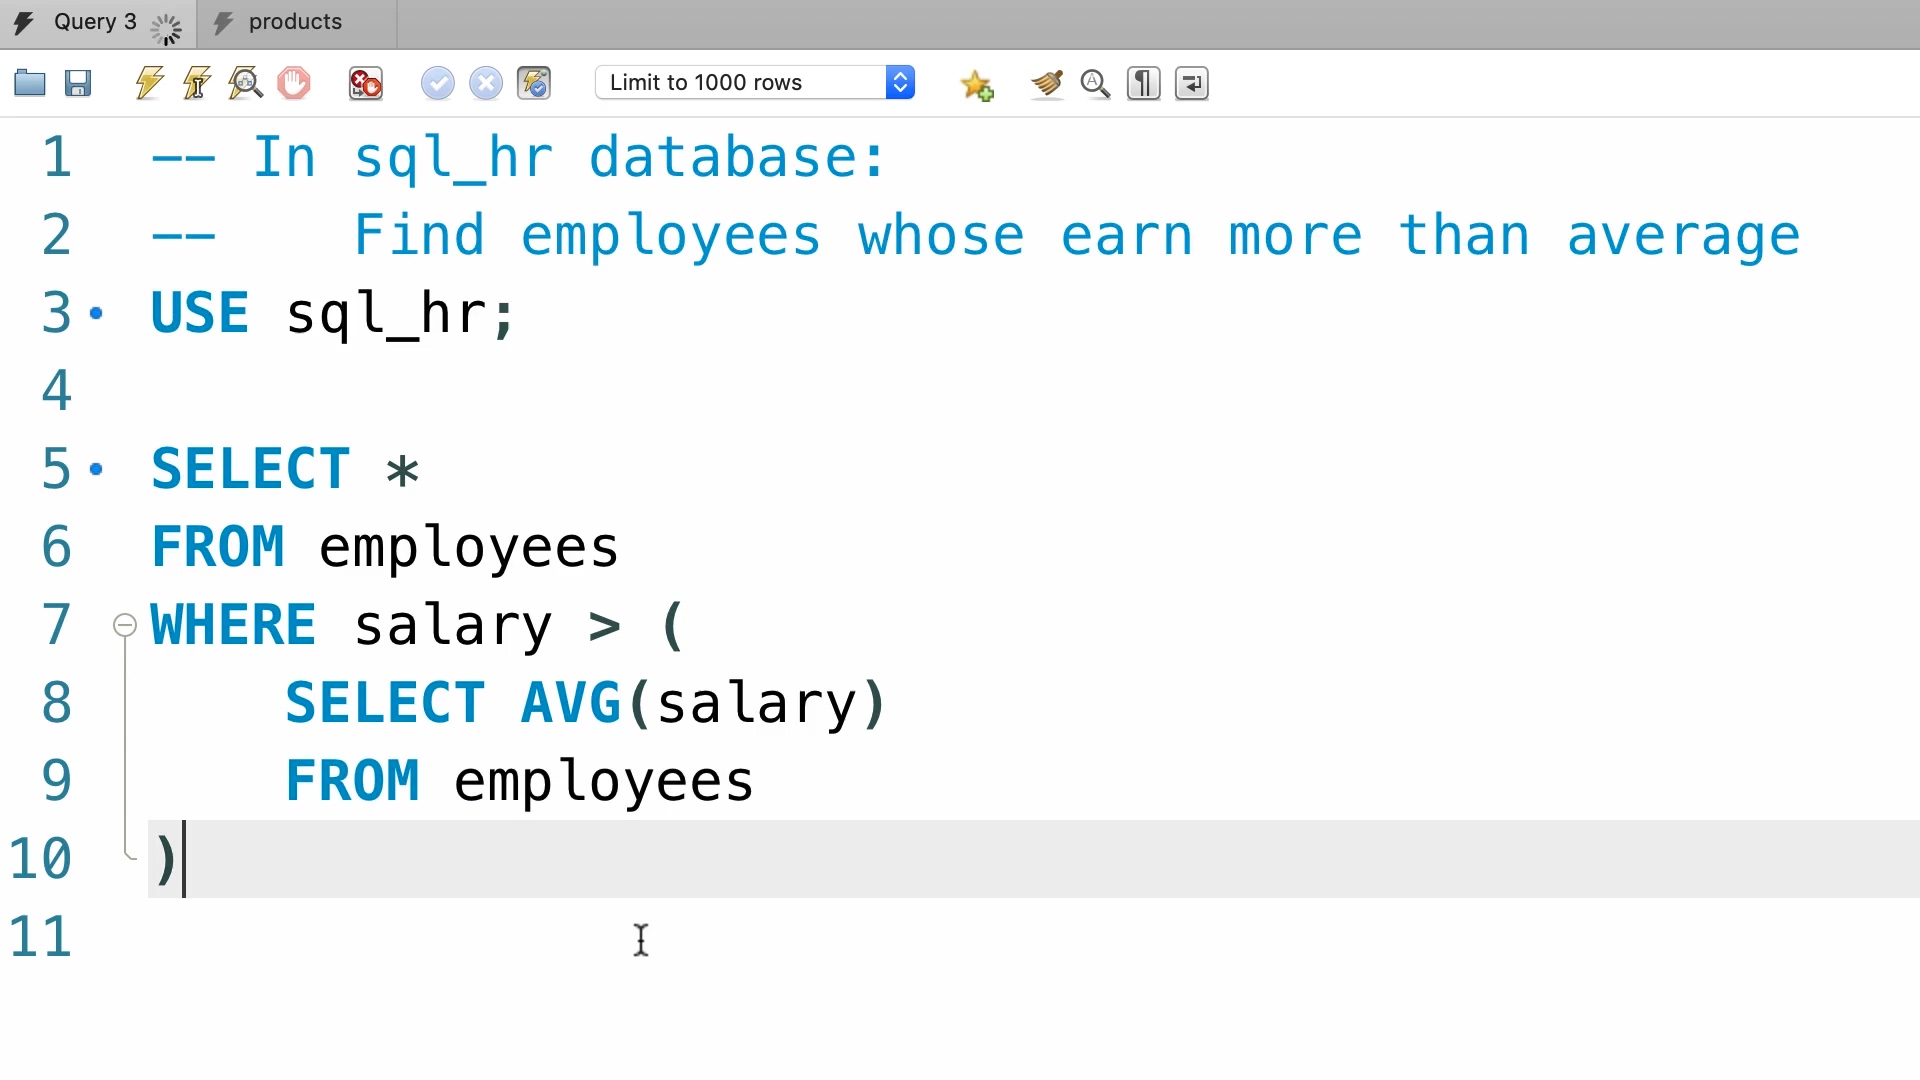 Query 3 products
Limit to 1000 rows
1 -- In sql_hr database:
2 --    Find employees whose earn more than average
3 USE sql_hr;
4
5 SELECT *
6 FROM employees
7 WHERE salary > (
8     SELECT AVG(salary)
9     FROM employees
10 )
11